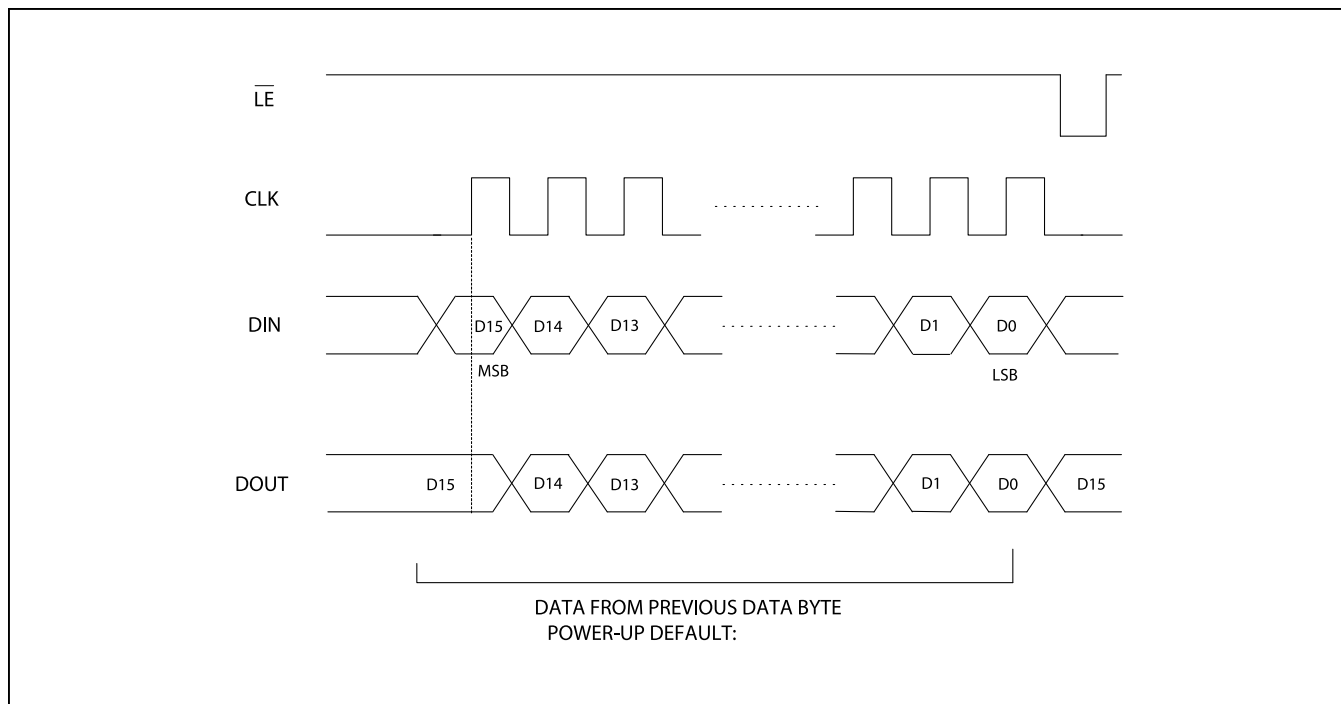 LE
CLK
DIN
D15 D14 D13 D1 D0
MSB LSB
DOUT
D15 D14 D13 D1 D0 D15
DATA FROM PREVIOUS DATA BYTE
POWER-UP DEFAULT: